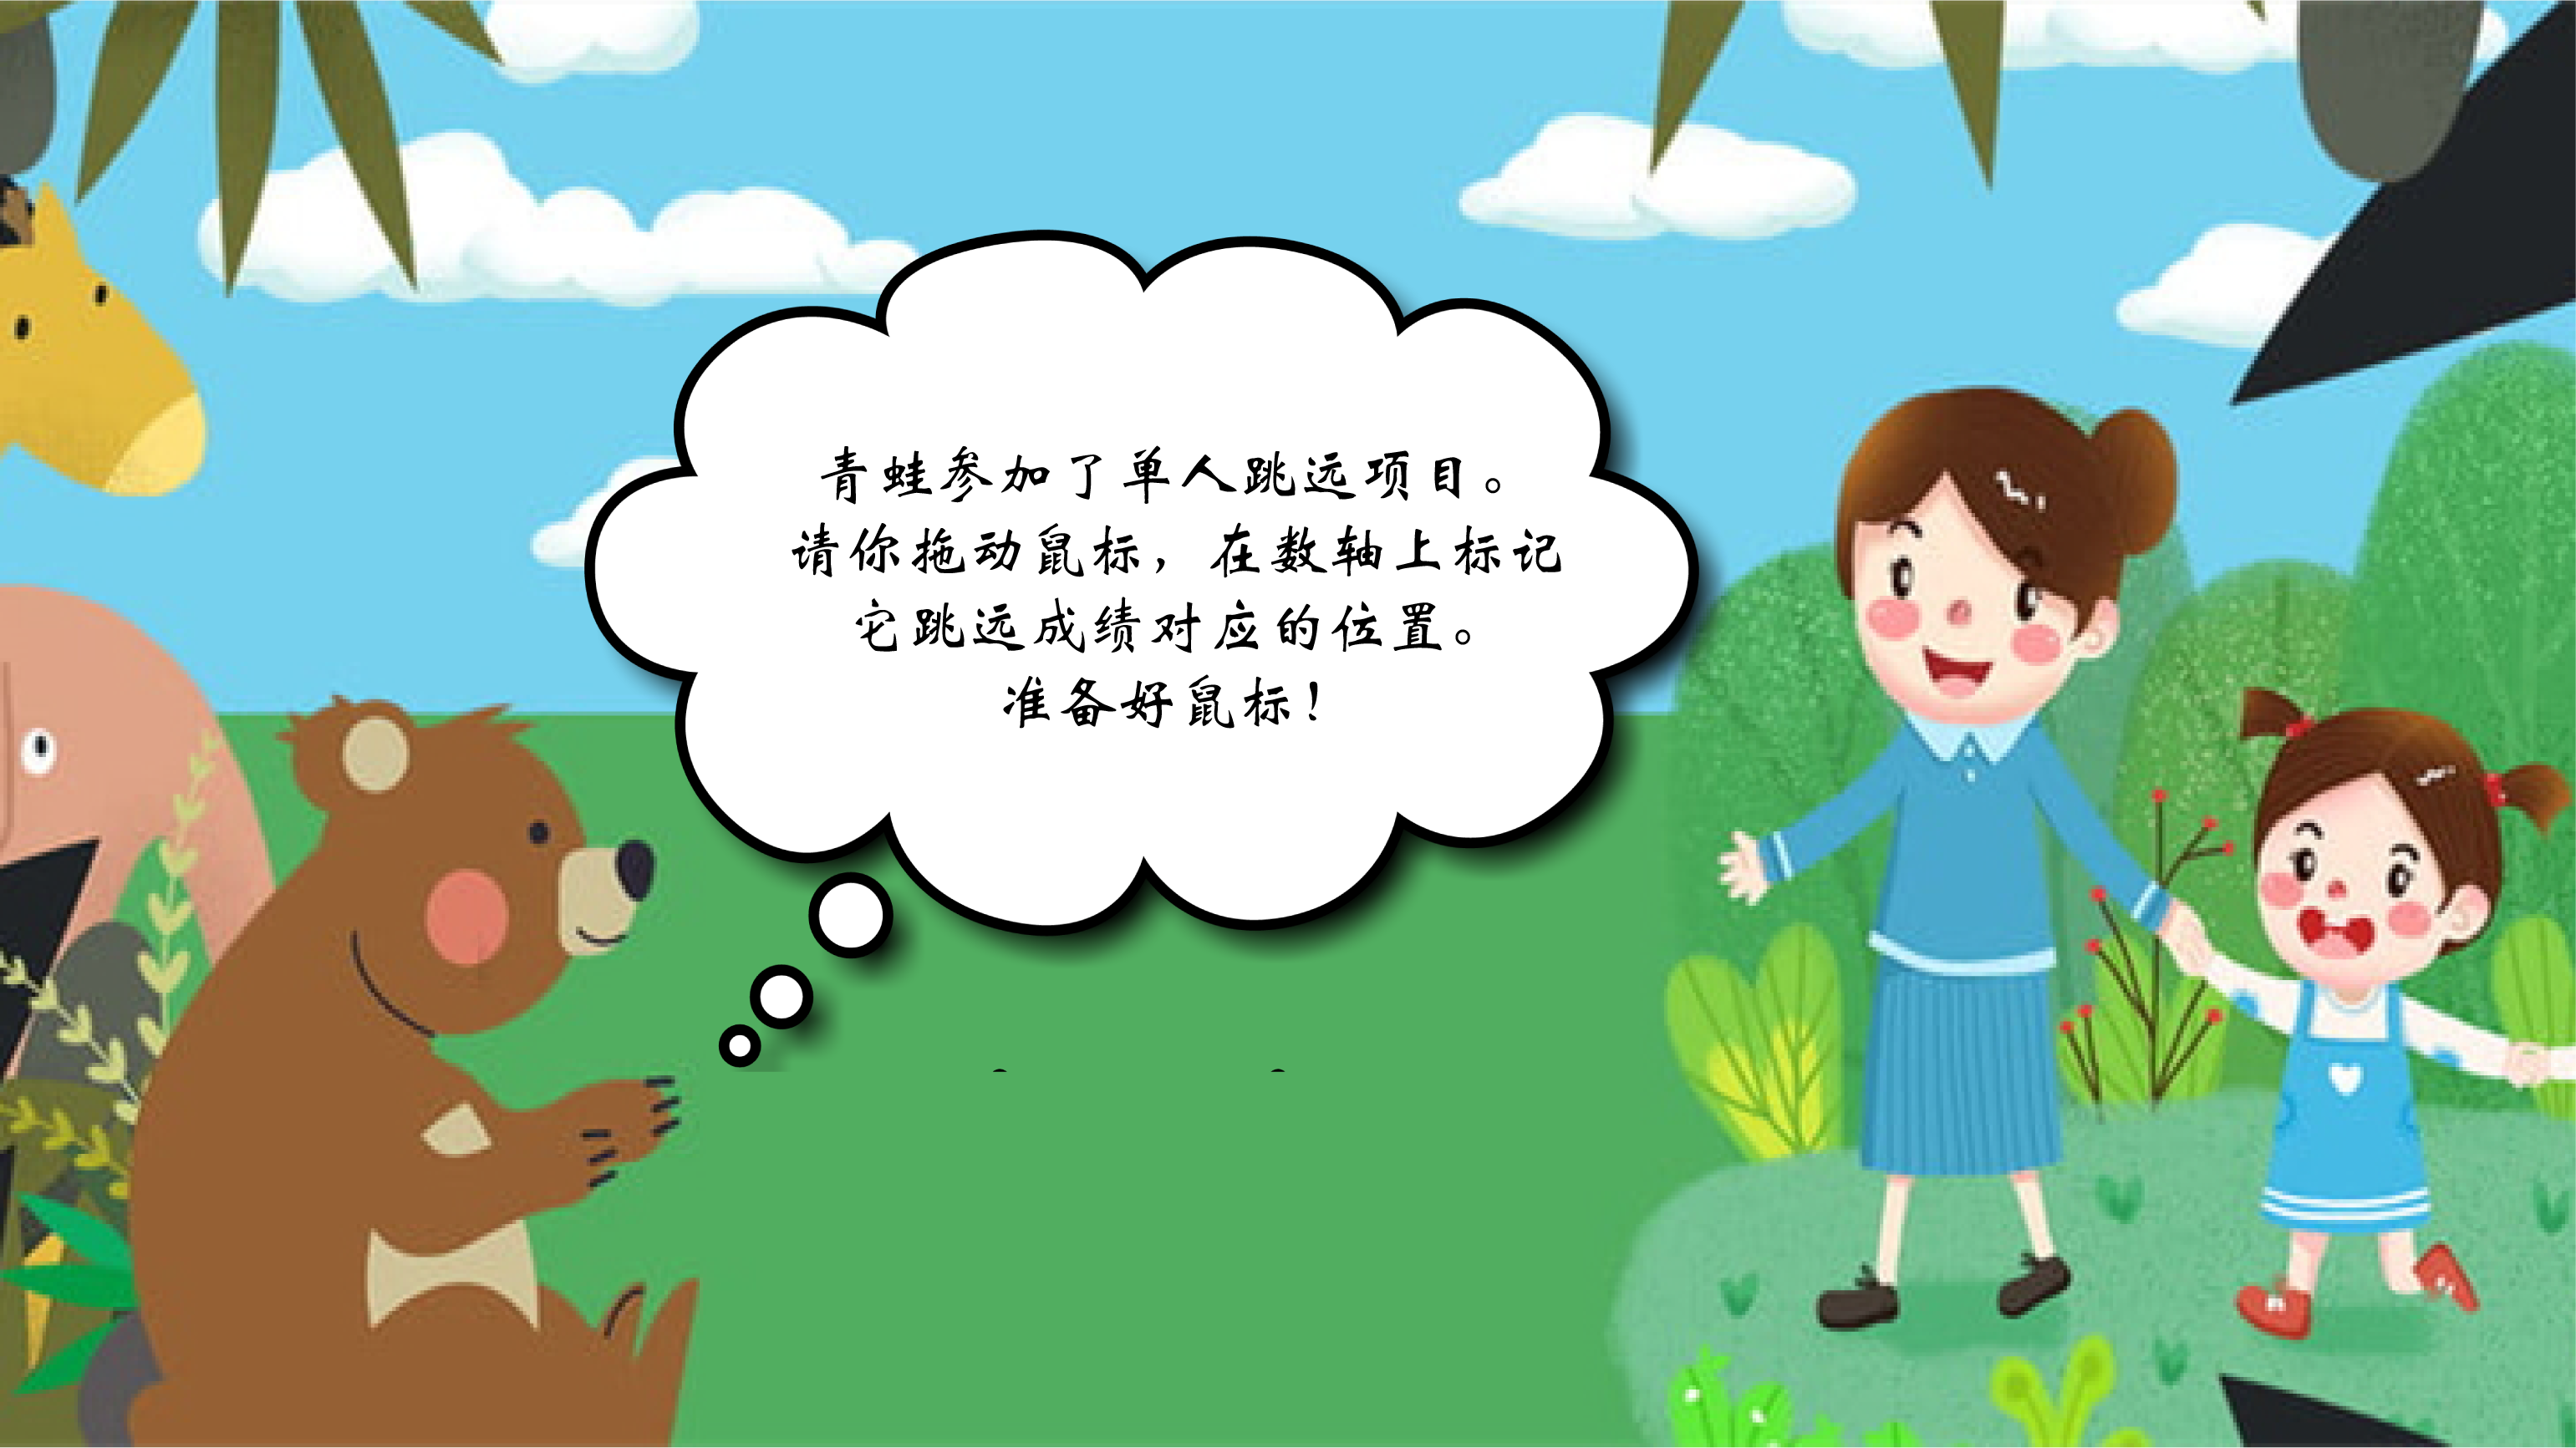 青蛙参加了单人跳远项目。
请你拖动鼠标，在数轴上标记
它跳远成绩对应的位置。
准备好鼠标！